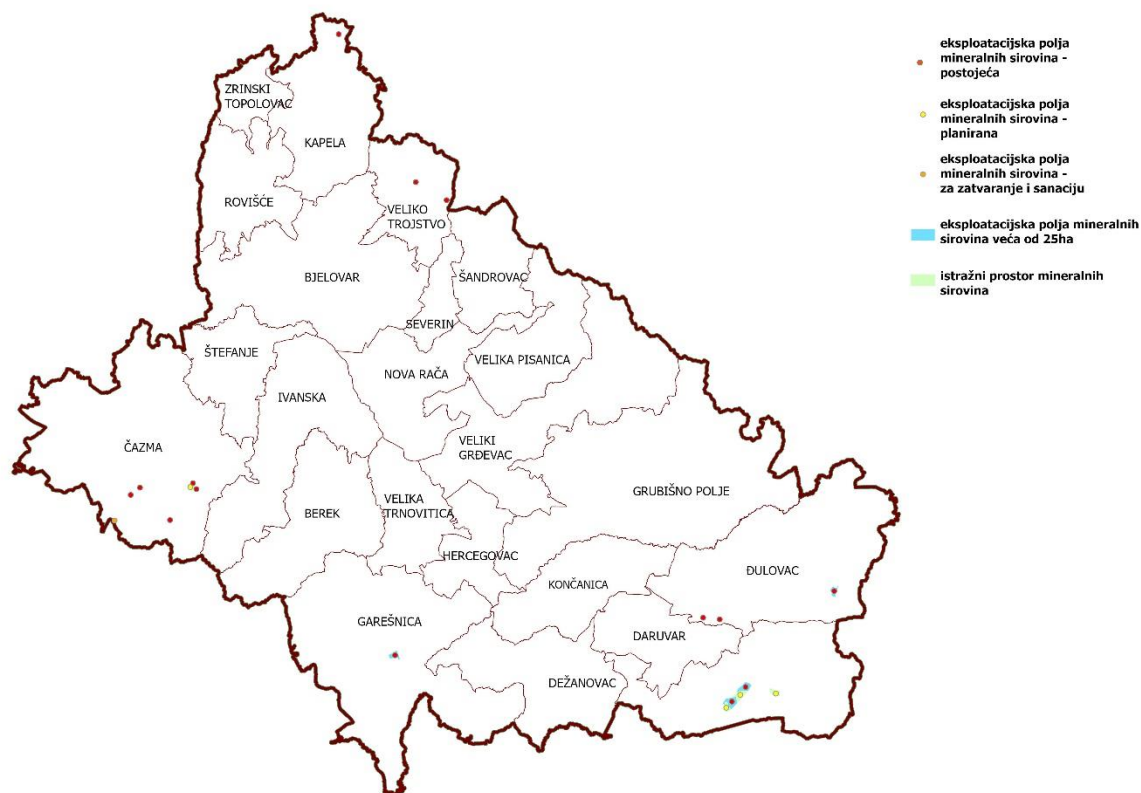 eksploatacijska polja
mineralnih sirovina -
postojeća
eksploatacijska polja
mineralnih sirovina -
planirana
eksploatacijska polja
mineralnih sirovina -
za zatvaranje i sanaciju
eksploatacijska polja mineralnih
sirovina veća od 25ha
istražni prostor mineralnih
sirovina
ZRINSKI
TOPOLOVAC
KAPELA
ROVIŠĆE
VELIKO
TROJSTVO
BJELOVAR
ŠANDROVAC
SEVERIN
ŠTEFANJE
VELIKA PISANICA
NOVA RAČA
IVANSKA
ČAZMA
VELIKI
GRĐEVAC
GRUBIŠNO POLJE
VELIKA
TRNOVITICA
BEREK
HERCEGOVAC
ĐULOVAC
KONČANICA
GAREŠNICA
DARUVAR
DEŽANOVAC